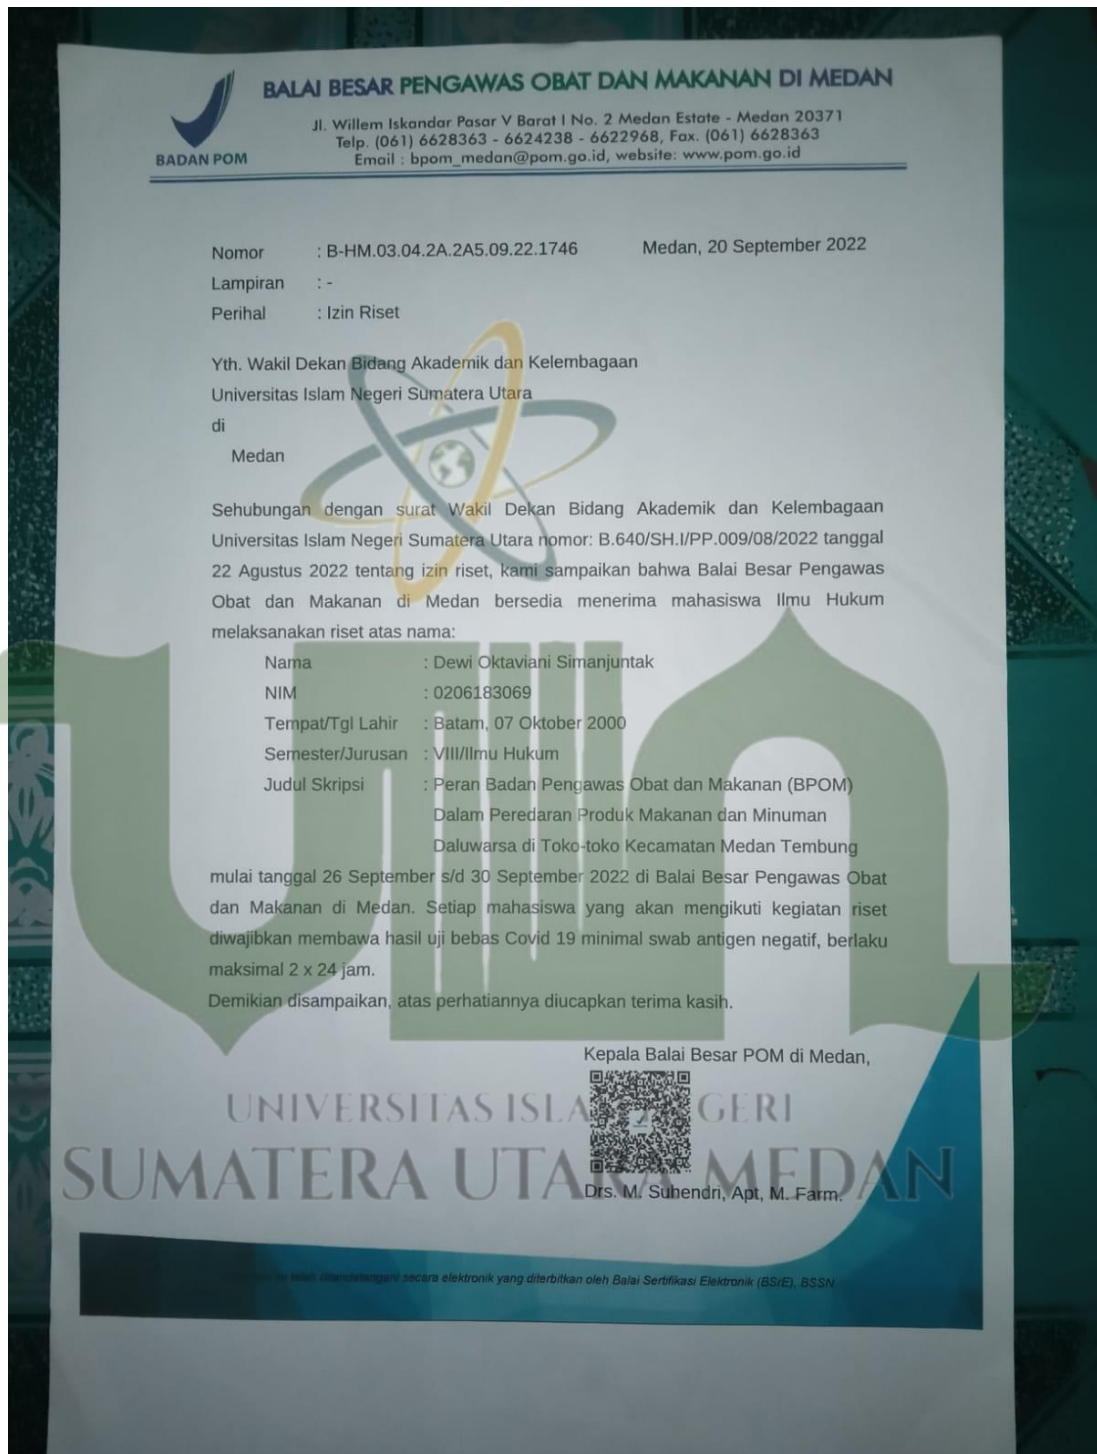 BALAI BESAR PENGAWAS OBAT DAN MAKANAN DI MEDAN
Jl. Willem Iskandar Pasar V Barat I No. 2 Medan Estate - Medan 20371
Telp. (061) 6628363 - 6624238 - 6622968, Fax. (061) 6628363
Email : bpom_medan@pom.go.id, website: www.pom.go.id
BADAN POM
Nomor : B-HM.03.04.2A.2A5.09.22.1746 Medan, 20 September 2022
Lampiran : -
Perihal : Izin Riset
Yth. Wakil Dekan Bidang Akademik dan Kelembagaan
Universitas Islam Negeri Sumatera Utara
di
Medan
Sehubungan dengan surat Wakil Dekan Bidang Akademik dan Kelembagaan
Universitas Islam Negeri Sumatera Utara nomor: B.640/SH.I/PP.009/08/2022 tanggal
22 Agustus 2022 tentang izin riset, kami sampaikan bahwa Balai Besar Pengawas
Obat dan Makanan di Medan bersedia menerima mahasiswa Ilmu Hukum
melaksanakan riset atas nama:
Nama : Dewi Oktaviani Simanjuntak
NIM : 0206183069
Tempat/Tgl Lahir : Batam, 07 Oktober 2000
Semester/Jurusan : VIII/Ilmu Hukum
Judul Skripsi : Peran Badan Pengawas Obat dan Makanan (BPOM)
Dalam Peredaran Produk Makanan dan Minuman
Daluwarsa di Toko-toko Kecamatan Medan Tembung
mulai tanggal 26 September s/d 30 September 2022 di Balai Besar Pengawas Obat
dan Makanan di Medan. Setiap mahasiswa yang akan mengikuti kegiatan riset
diwajibkan membawa hasil uji bebas Covid 19 minimal swab antigen negatif, berlaku
maksimal 2 x 24 jam.
Demikian disampaikan, atas perhatiannya diucapkan terima kasih.
Kepala Balai Besar POM di Medan,
UNIVERSITAS ISLA GERI
SUMATERA UTARA MEDAN
Drs. M. Suhendri, Apt, M. Farm.
telah ditandatangani secara elektronik yang diterbitkan oleh Balai Sertifikasi Elektronik (BSrE), BSSN